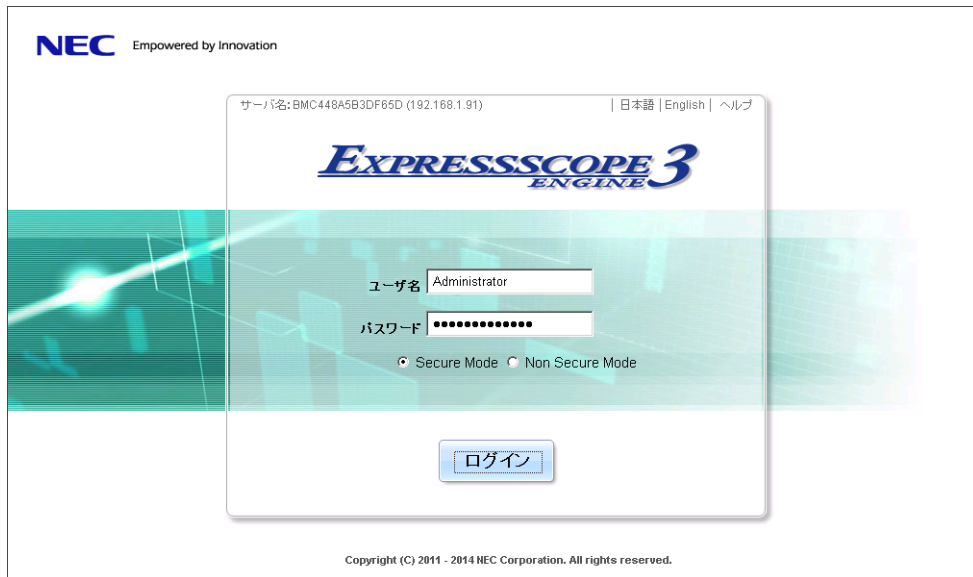 NEC Empowered by Innovation
サーバ名: BMC448A5B3DF65D (192.168.1.91) | 日本語 | English | ヘルプ
EXPRESSSCOPE 3
ENGINE
ユーザ名 Administrator
パスワード ●●●●●●●●●●●●●
Secure Mode Non Secure Mode
ログイン
Copyright (C) 2011 - 2014 NEC Corporation. All rights reserved.